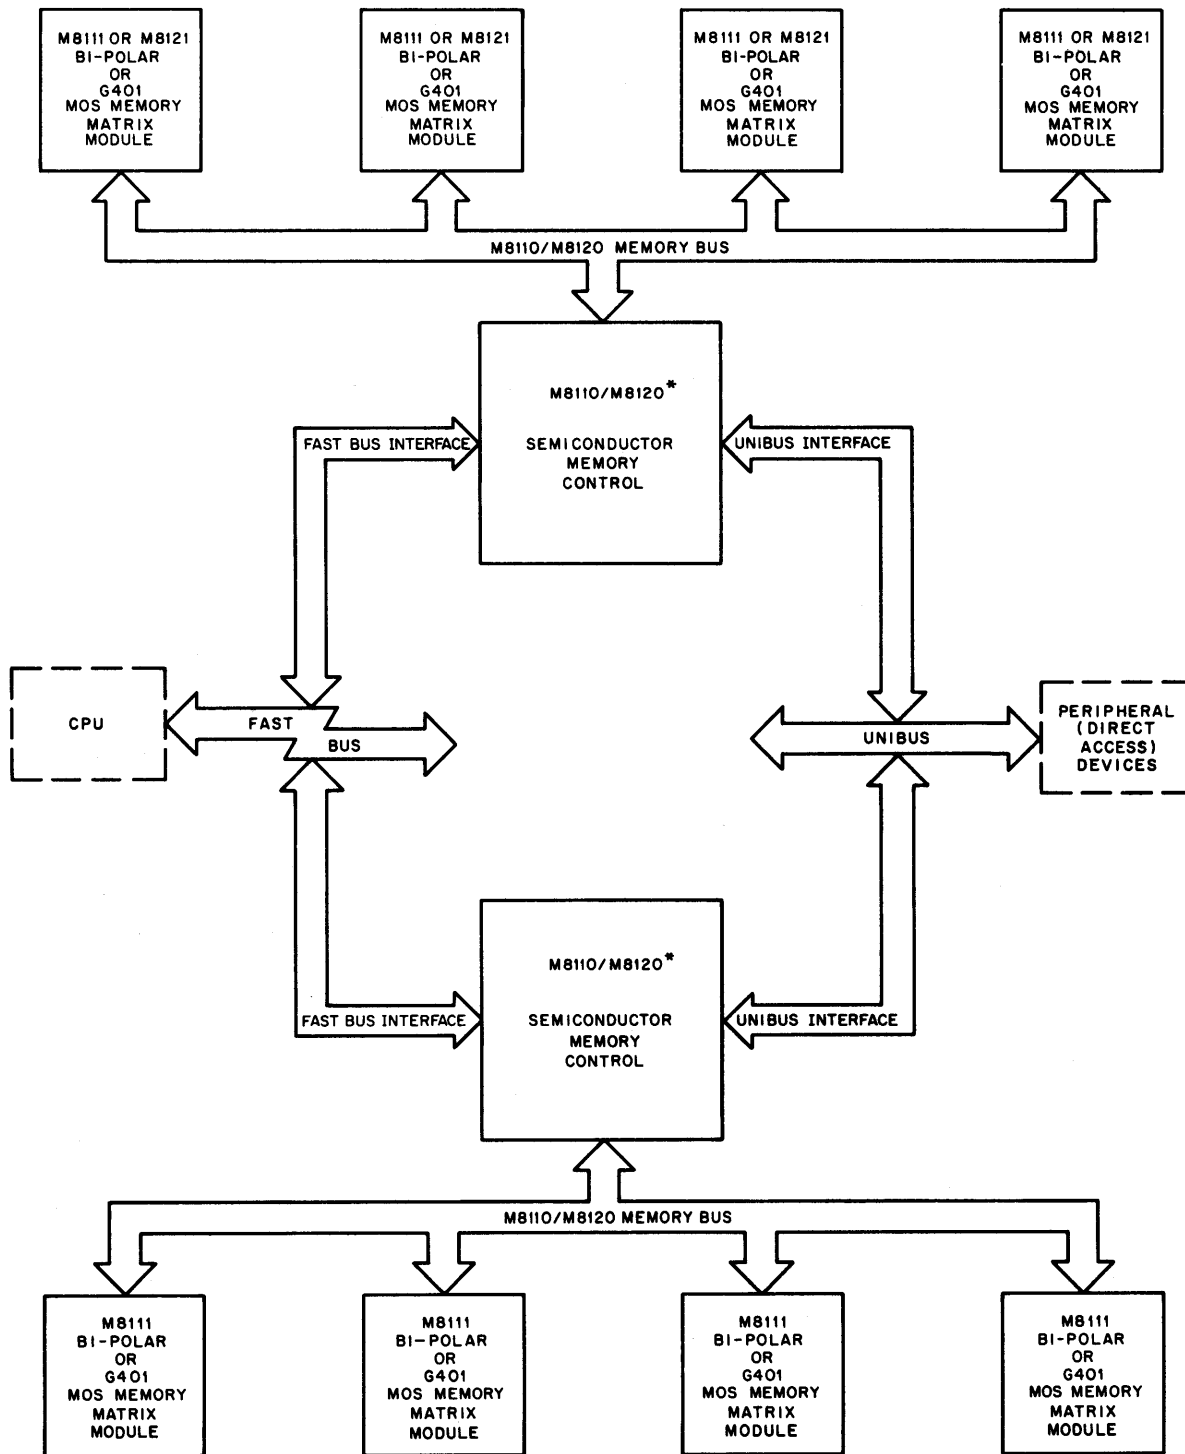 M8111 OR M8121
BI-POLAR
OR
G401
MOS MEMORY
MATRIX
MODULE
M8111 OR M8121
BI-POLAR
OR
G401
MOS MEMORY
MATRIX
MODULE
M8111 OR M8121
BI-POLAR
OR
G401
MOS MEMORY
MATRIX
MODULE
M8111 OR M8121
BI-POLAR
OR
G401
MOS MEMORY
MATRIX
MODULE
M8110/M8120 MEMORY BUS
M8110/M8120*
SEMICONDUCTOR
MEMORY
CONTROL
FAST BUS INTERFACE
UNIBUS INTERFACE
CPU
FAST
BUS
UNIBUS
PERIPHERAL
(DIRECT
ACCESS)
DEVICES
M8110/M8120*
SEMICONDUCTOR
MEMORY
CONTROL
FAST BUS INTERFACE
UNIBUS INTERFACE
M8110/M8120 MEMORY BUS
M8111
BI-POLAR
OR
G401
MOS MEMORY
MATRIX
MODULE
M8111
BI-POLAR
OR
G401
MOS MEMORY
MATRIX
MODULE
M8111
BI-POLAR
OR
G401
MOS MEMORY
MATRIX
MODULE
M8111
BI-POLAR
OR
G401
MOS MEMORY
MATRIX
MODULE